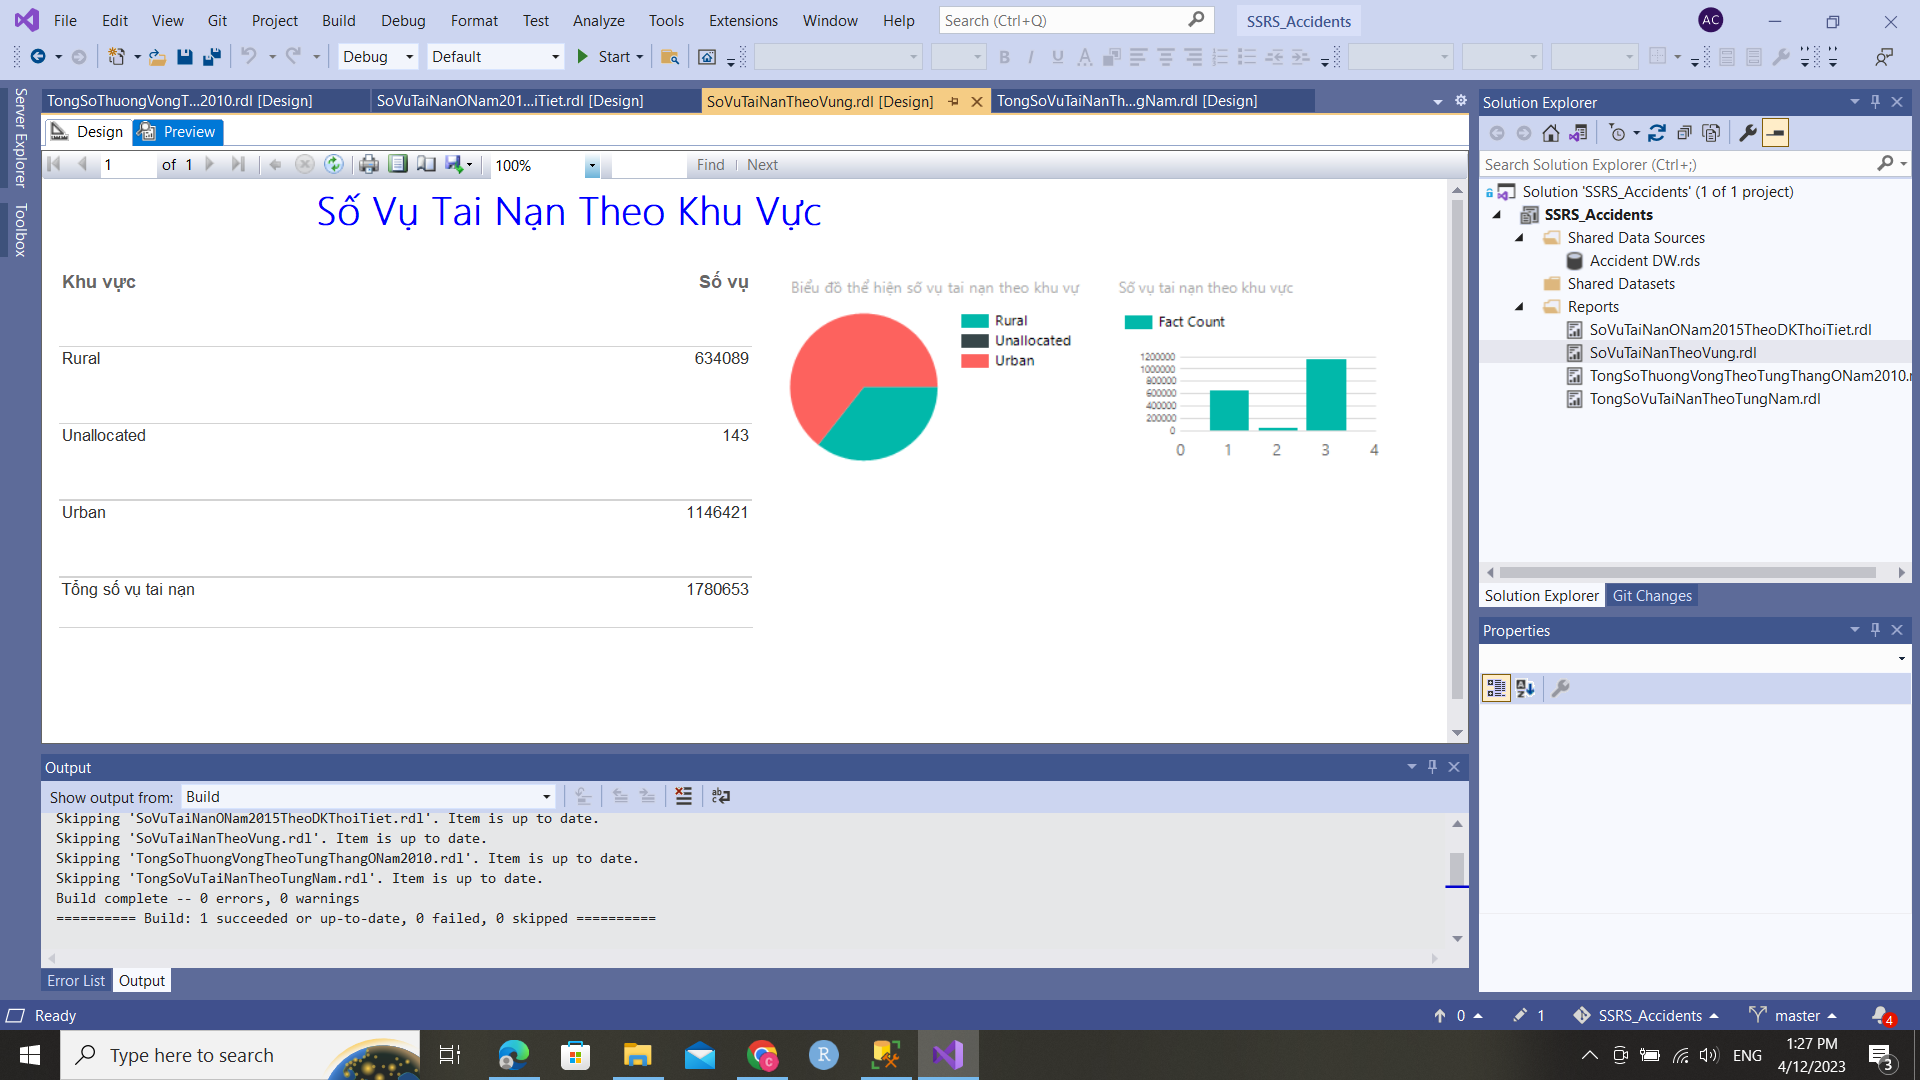 File Edit View Git Project Build Debug Format Test Analyze Tools Extensions Window Help Search (Ctrl+Q) SSRS_Accidents AC
Debug Default Start
Server Explorer
Toolbox
TongSoThuongVongT...2010.rdl [Design] SoVuTaiNanONam201...iTiet.rdl [Design] SoVuTaiNanTheoVung.rdl [Design] TongSoVuTaiNanTh...gNam.rdl [Design]
Design Preview
1 of 1 100% Find Next
Số Vụ Tai Nạn Theo Khu Vực
Khu vực Số vụ
Rural 634089
Unallocated 143
Urban 1146421
Tổng số vụ tai nạn 1780653
Biểu đồ thể hiện số vụ tai nạn theo khu vự
Rural
Unallocated
Urban
Số vụ tai nạn theo khu vực
Fact Count
1200000
1000000
800000
600000
400000
200000
0
0 1 2 3 4
Output
Show output from: Build
Skipping 'SoVuTaiNanONam2015TheoDKThoiTiet.rdl'. Item is up to date.
Skipping 'SoVuTaiNanTheoVung.rdl'. Item is up to date.
Skipping 'TongSoThuongVongTheoTungThangONam2010.rdl'. Item is up to date.
Skipping 'TongSoVuTaiNanTheoTungNam.rdl'. Item is up to date.
Build complete -- 0 errors, 0 warnings
========== Build: 1 succeeded or up-to-date, 0 failed, 0 skipped ==========
Error List Output
Solution Explorer
Search Solution Explorer (Ctrl+;)
Solution 'SSRS_Accidents' (1 of 1 project)
SSRS_Accidents
Shared Data Sources
Accident DW.rds
Shared Datasets
Reports
SoVuTaiNanONam2015TheoDKThoiTiet.rdl
SoVuTaiNanTheoVung.rdl
TongSoThuongVongTheoTungThangONam2010.r
TongSoVuTaiNanTheoTungNam.rdl
Solution Explorer Git Changes
Properties
Ready 0 1 SSRS_Accidents master 4
Type here to search ENG 1:27 PM
4/12/2023 3